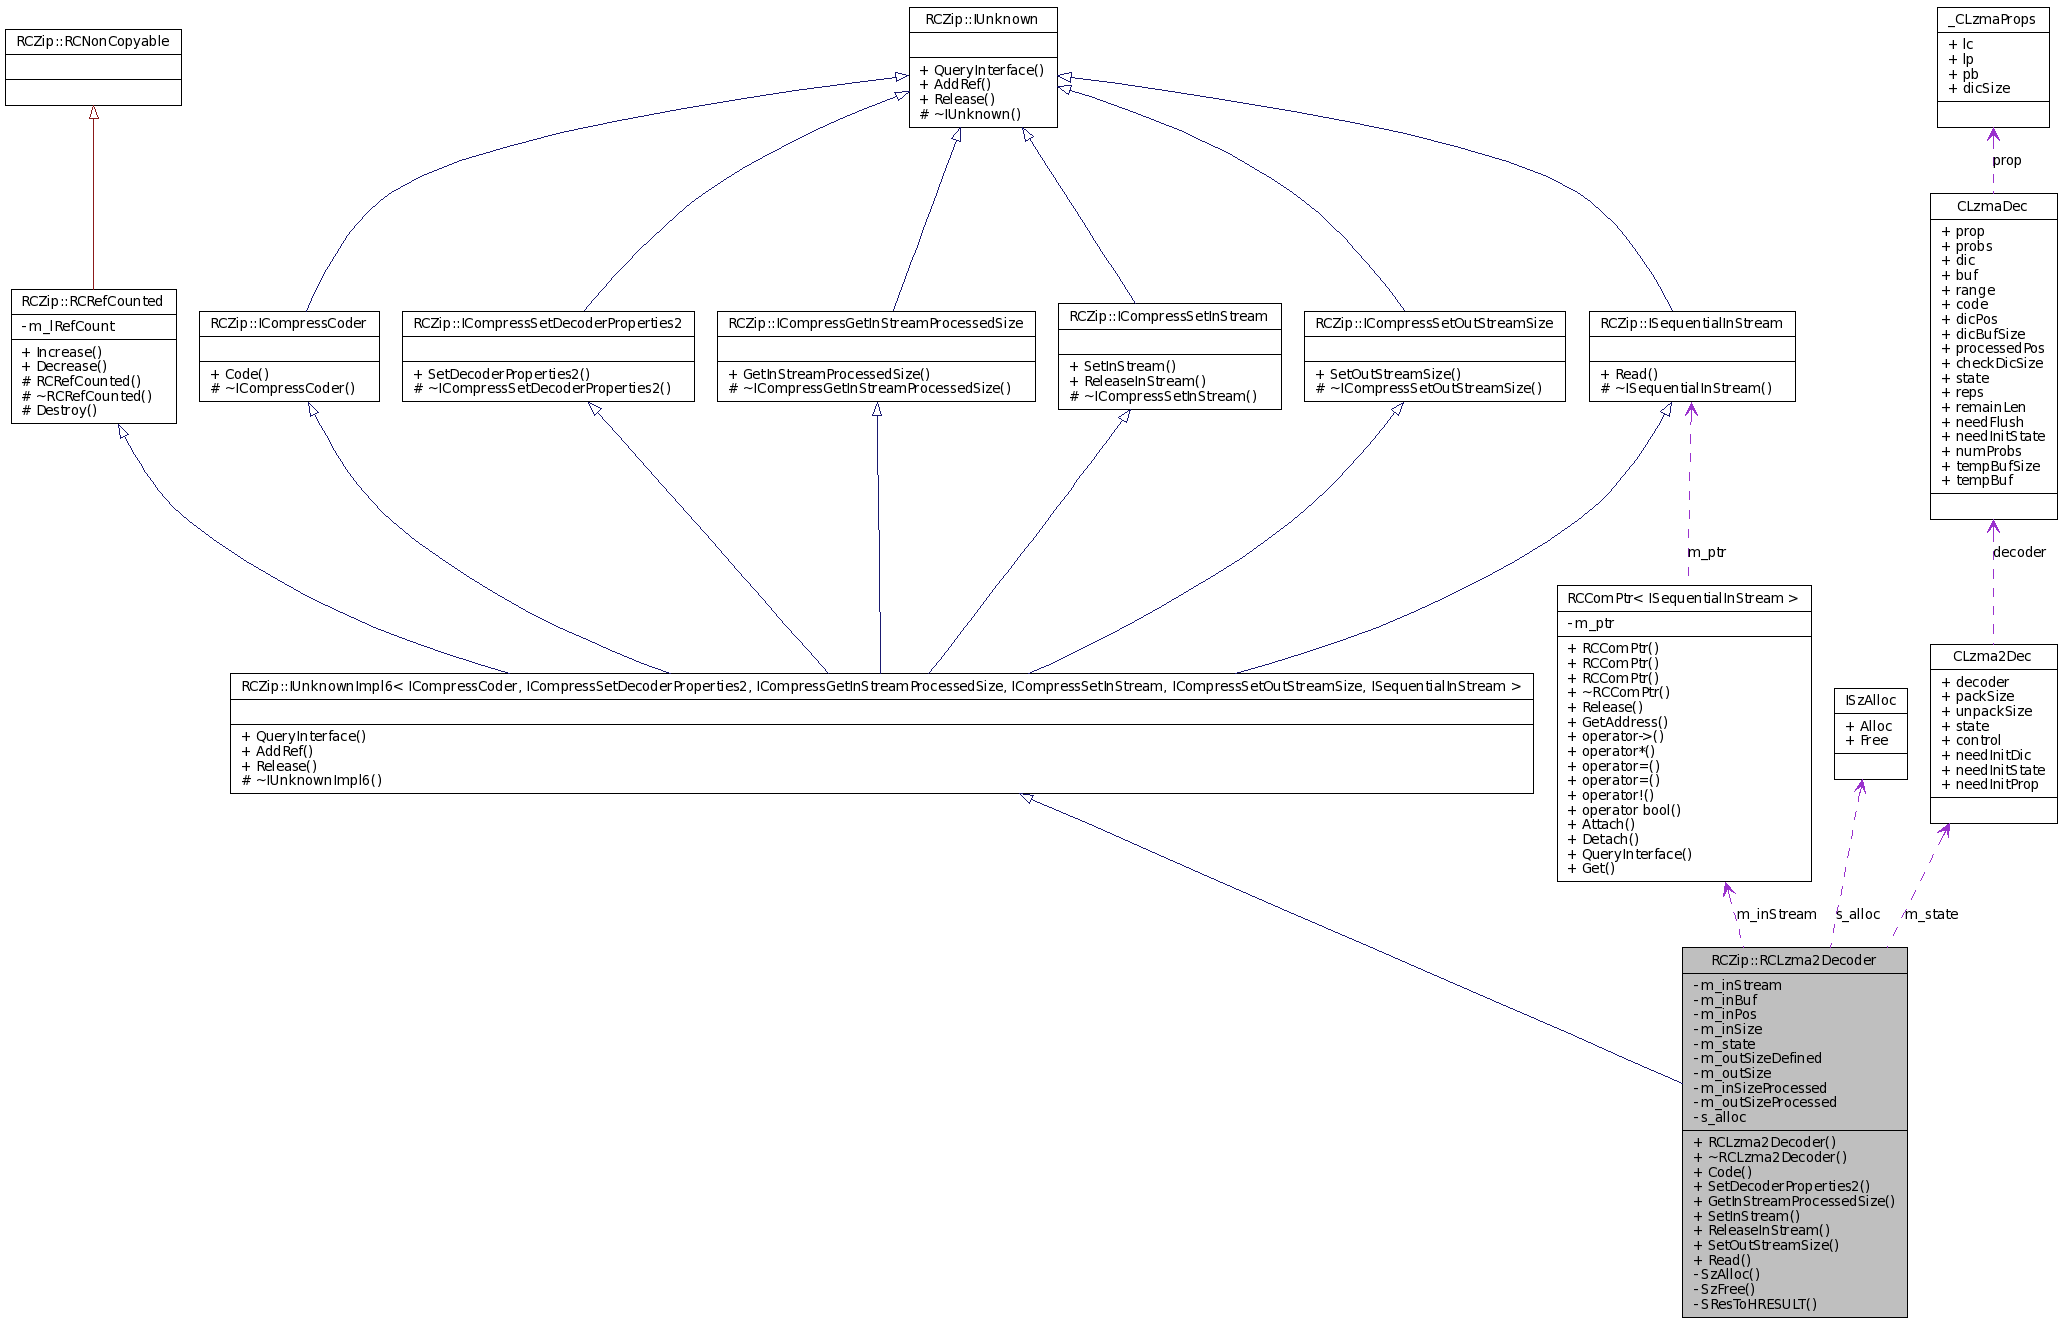 RCZip::RCNonCopyable
RCZip::IUnknown
+ QueryInterface()
+ AddRef()
+ Release()
# ~IUnknown()
_CLzmaProps
+ lc
+ lp
+ pb
+ dicSize
prop
RCZip::RCRefCounted
- m_lRefCount
+ Increase()
+ Decrease()
# RCRefCounted()
# ~RCRefCounted()
# Destroy()
RCZip::ICompressCoder
+ Code()
# ~ICompressCoder()
RCZip::ICompressSetDecoderProperties2
+ SetDecoderProperties2()
# ~ICompressSetDecoderProperties2()
RCZip::ICompressGetInStreamProcessedSize
+ GetInStreamProcessedSize()
# ~ICompressGetInStreamProcessedSize()
RCZip::ICompressSetInStream
+ SetInStream()
+ ReleaseInStream()
# ~ICompressSetInStream()
RCZip::ICompressSetOutStreamSize
+ SetOutStreamSize()
# ~ICompressSetOutStreamSize()
RCZip::ISequentialInStream
+ Read()
# ~ISequentialInStream()
CLzmaDec
+ prop
+ probs
+ dic
+ buf
+ range
+ code
+ dicPos
+ dicBufSize
+ processedPos
+ checkDicSize
+ state
+ reps
+ remainLen
+ needFlush
+ needInitState
+ numProbs
+ tempBufSize
+ tempBuf
m_ptr
decoder
RCZip::IUnknownImpl6< ICompressCoder, ICompressSetDecoderProperties2, ICompressGetInStreamProcessedSize, ICompressSetInStream, ICompressSetOutStreamSize, ISequentialInStream >
+ QueryInterface()
+ AddRef()
+ Release()
# ~IUnknownImpl6()
RCComPtr< ISequentialInStream >
- m_ptr
+ RCComPtr()
+ RCComPtr()
+ RCComPtr()
+ ~RCComPtr()
+ Release()
+ GetAddress()
+ operator->()
+ operator*()
+ operator=()
+ operator=()
+ operator!()
+ operator bool()
+ Attach()
+ Detach()
+ QueryInterface()
+ Get()
ISzAlloc
+ Alloc
+ Free
CLzma2Dec
+ decoder
+ packSize
+ unpackSize
+ state
+ control
+ needInitDic
+ needInitState
+ needInitProp
m_inStream
s_alloc
m_state
RCZip::RCLzma2Decoder
- m_inStream
- m_inBuf
- m_inPos
- m_inSize
- m_state
- m_outSizeDefined
- m_outSize
- m_inSizeProcessed
- m_outSizeProcessed
- s_alloc
+ RCLzma2Decoder()
+ ~RCLzma2Decoder()
+ Code()
+ SetDecoderProperties2()
+ GetInStreamProcessedSize()
+ SetInStream()
+ ReleaseInStream()
+ SetOutStreamSize()
+ Read()
- SzAlloc()
- SzFree()
- SResToHRESULT()